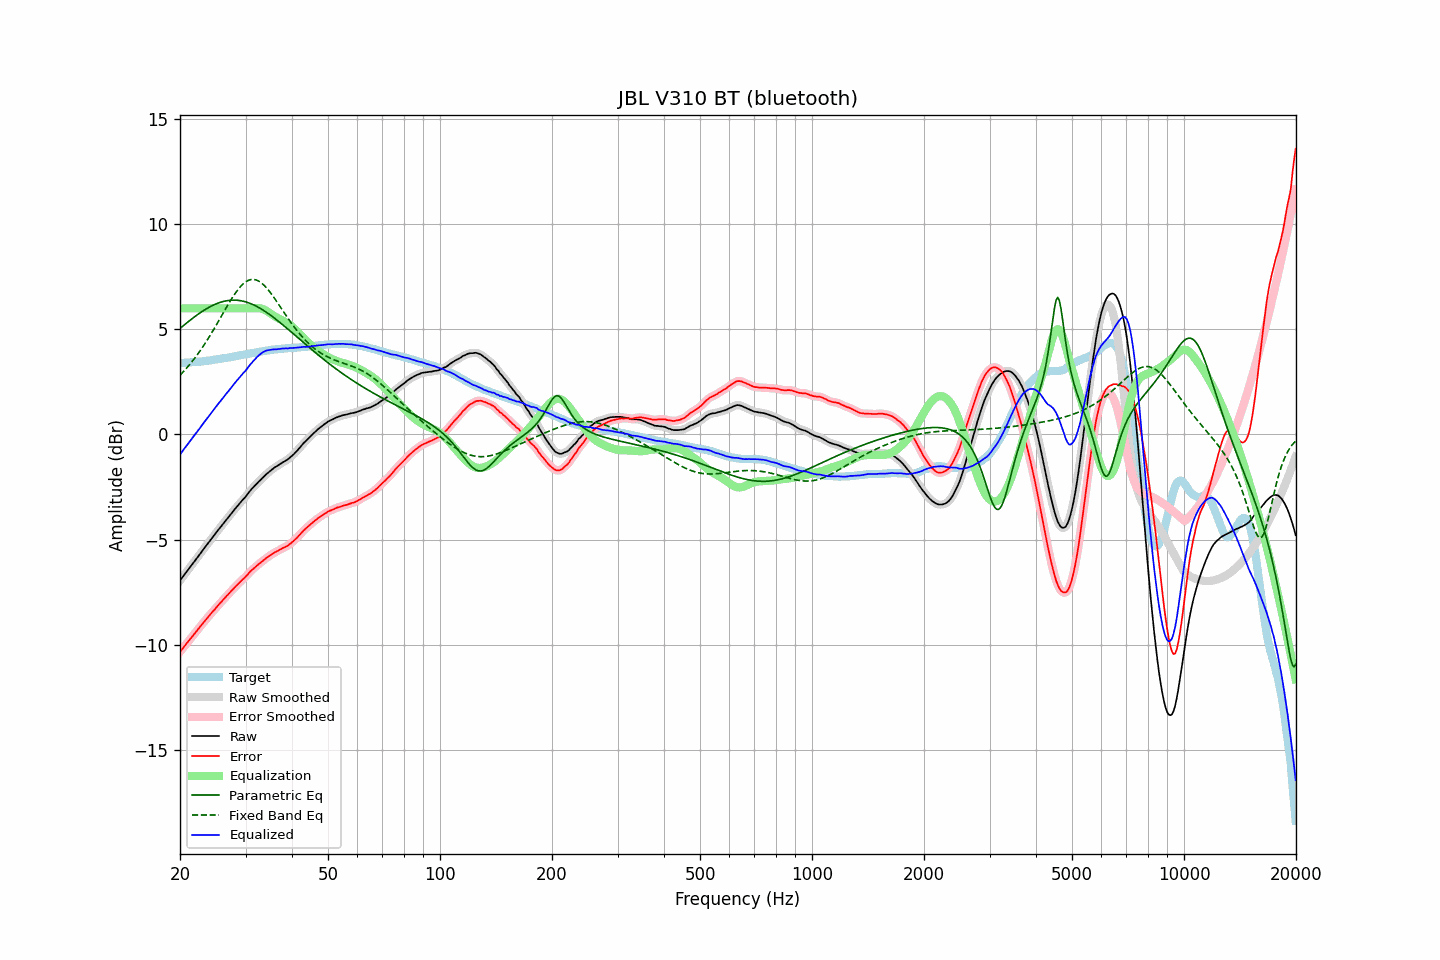 JBL V310 BT (bluetooth)
15
10
5
0
−5
−10
−15
Amplitude (dBr)
Target
Raw Smoothed
Error Smoothed
Raw
Error
Equalization
Parametric Eq
Fixed Band Eq
Equalized
20 50 100 200 500 1000 2000 5000 10000 20000
Frequency (Hz)